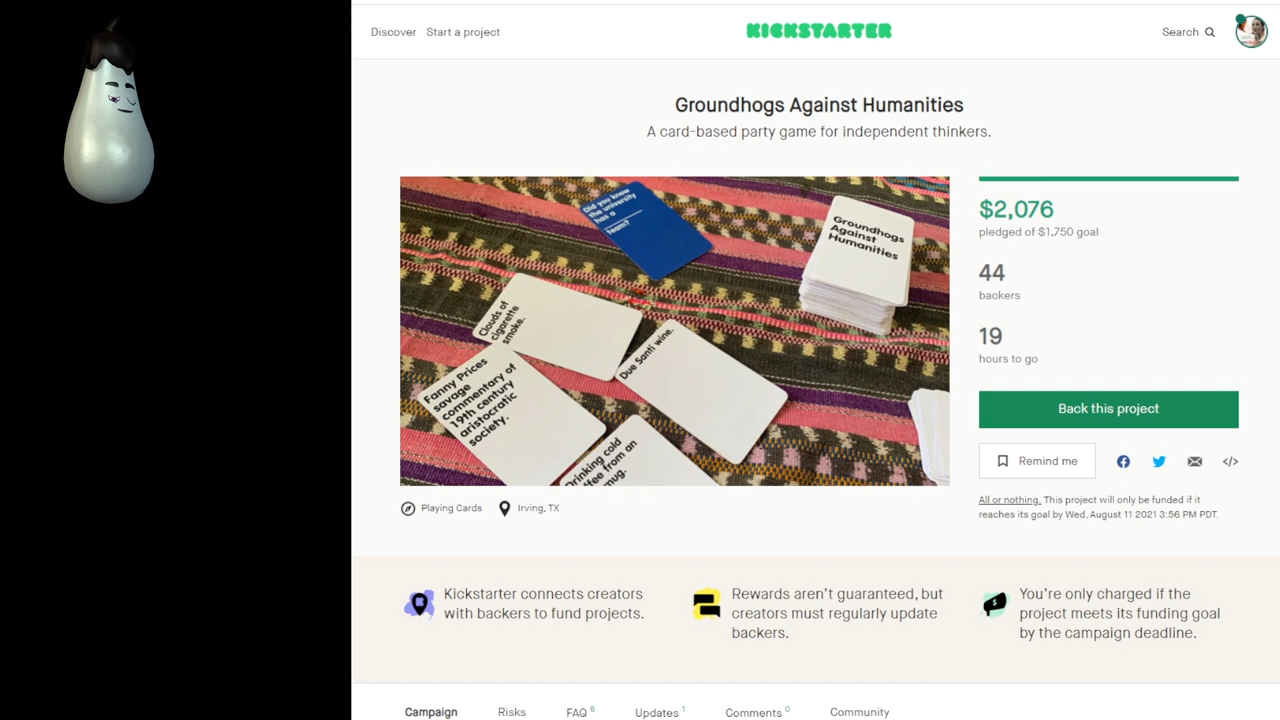 Discover Start a project
KICKSTARTER
Search
Groundhogs Against Humanities
A card-based party game for independent thinkers.
Did you know
the university
has a
team?
Groundhogs
Against
Humanities
Clouds of
cigarette
smoke.
Due Santi wine.
Fanny Prices
savage
commentary of
19th century
aristocratic
society.
Drinking cold
from an
mug.
$2,076
pledged of $1,750 goal
44
backers
19
hours to go
Back this project
Remind me
</>
All or nothing. This project will only be funded if it
reaches its goal by Wed, August 11 2021 3:56 PM PDT.
Playing Cards Irving, TX
Kickstarter connects creators
with backers to fund projects.
Rewards aren't guaranteed, but
creators must regularly update
backers.
You're only charged if the
project meets its funding goal
by the campaign deadline.
Campaign Risks FAQ 6 Updates 1 Comments 0 Community